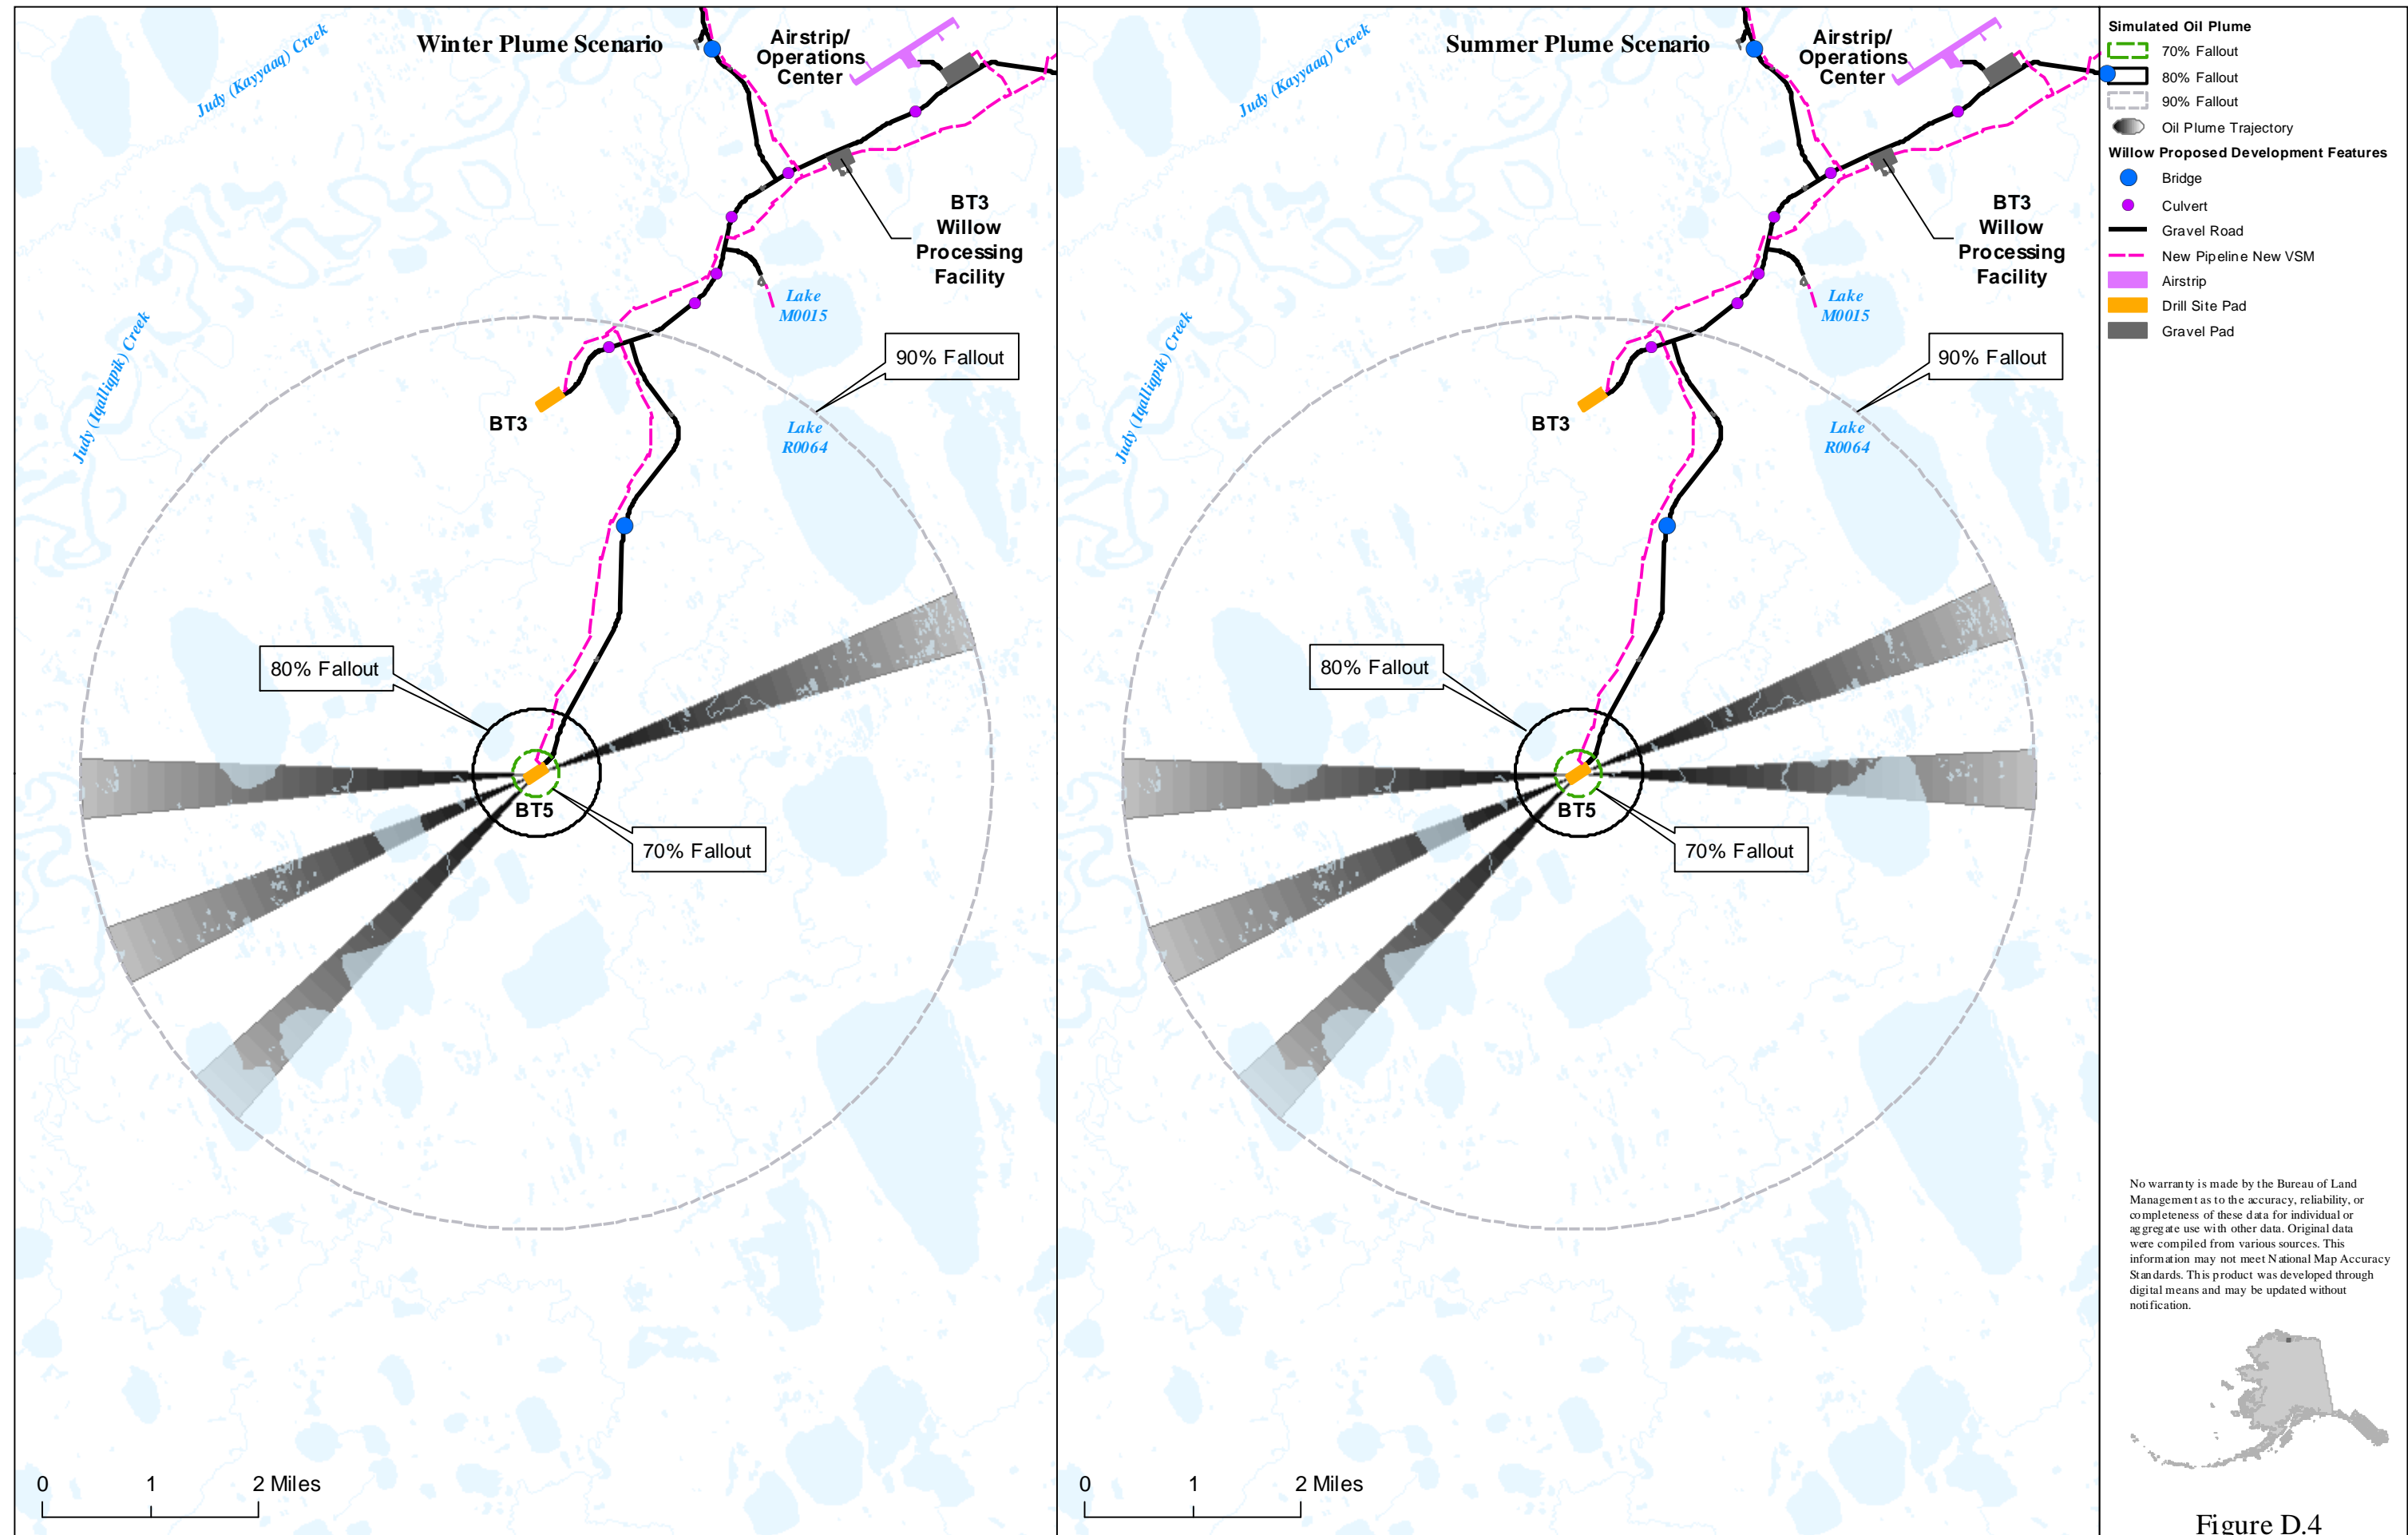 Winter Plume Scenario
Airstrip/
Operations
Center
Judy (Kayyaaq) Creek
BT3
Willow
Processing
Facility
Lake
M0015
Judy (Iqalliqpik) Creek
90% Fallout
BT3
Lake
R0064
80% Fallout
BT5
70% Fallout
0 1 2 Miles
Summer Plume Scenario
Airstrip/
Operations
Center
Judy (Kayyaaq) Creek
BT3
Willow
Processing
Facility
Lake
M0015
Judy (Iqalliqpik) Creek
90% Fallout
BT3
Lake
R0064
80% Fallout
BT5
70% Fallout
0 1 2 Miles
Simulated Oil Plume
70% Fallout
80% Fallout
90% Fallout
Oil Plume Trajectory
Willow Proposed Development Features
Bridge
Culvert
Gravel Road
New Pipeline New VSM
Airstrip
Drill Site Pad
Gravel Pad
No warranty is made by the Bureau of Land
Management as to the accuracy, reliability, or
completeness of these data for individual or
aggregate use with other data. Original data
were compiled from various sources. This
information may not meet National Map Accuracy
Standards. This product was developed through
digital means and may be updated without
notification.
Figure D.4